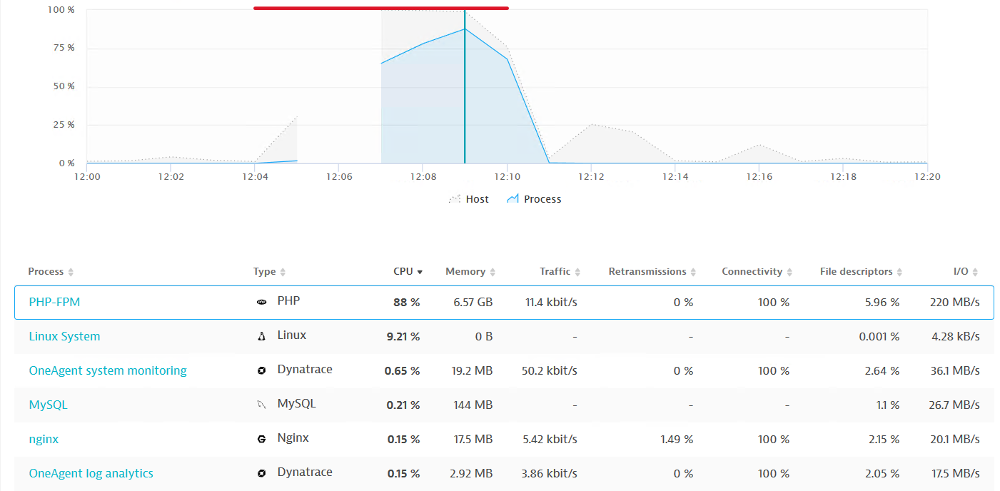 100 %
75 %
50 %
25 %
0 %
12:00 12:02 12:04 12:06 12:08 12:10 12:12 12:14 12:16 12:18 12:20
Host Process
Process Type CPU Memory Traffic Retransmissions Connectivity File descriptors I/O
PHP-FPM PHP 88 % 6.57 GB 11.4 kbit/s 0 % 100 % 5.96 % 220 MB/s
Linux System Linux 9.21 % 0 B - - - 0.001 % 4.28 kB/s
OneAgent system monitoring Dynatrace 0.65 % 19.2 MB 50.2 kbit/s 0 % 100 % 2.64 % 36.1 MB/s
MySQL MySQL 0.21 % 144 MB - - - 1.1 % 26.7 MB/s
nginx Nginx 0.15 % 17.5 MB 5.42 kbit/s 1.49 % 100 % 2.15 % 20.1 MB/s
OneAgent log analytics Dynatrace 0.15 % 2.92 MB 3.86 kbit/s 0 % 100 % 2.05 % 17.5 MB/s